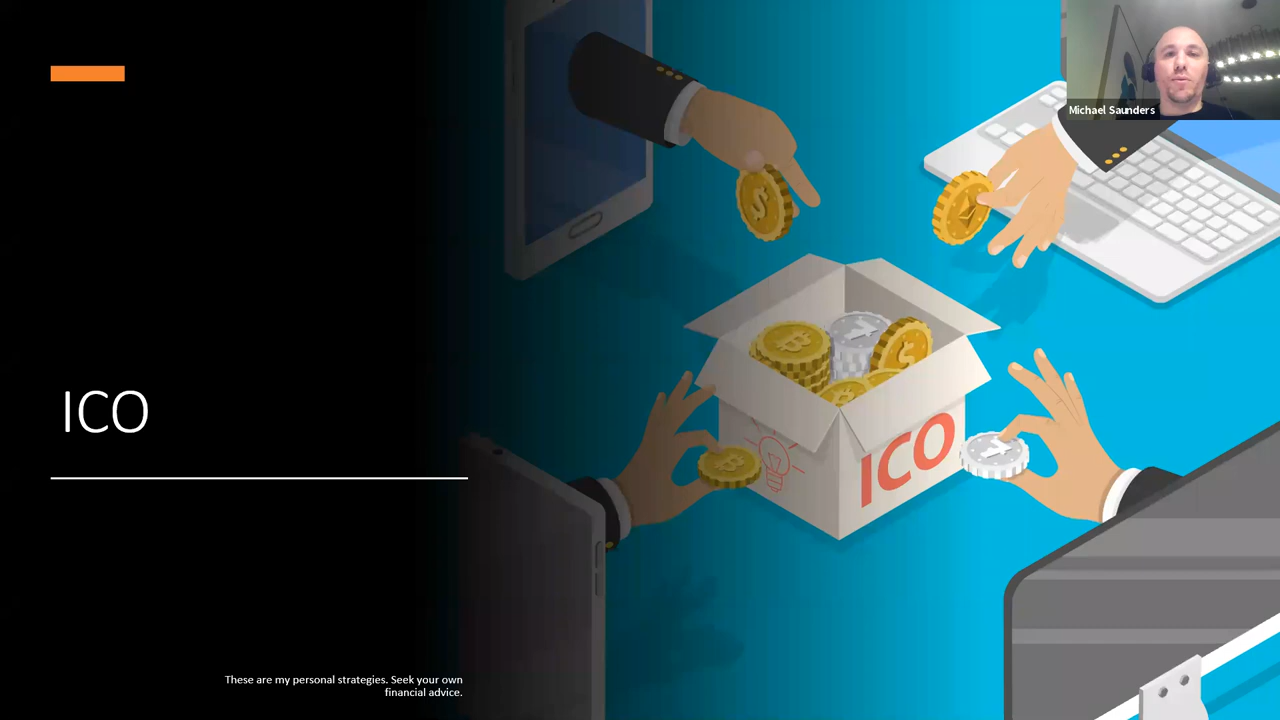 Michael Saunders
ICO
ICO
These are my personal strategies. Seek your own
financial advice.